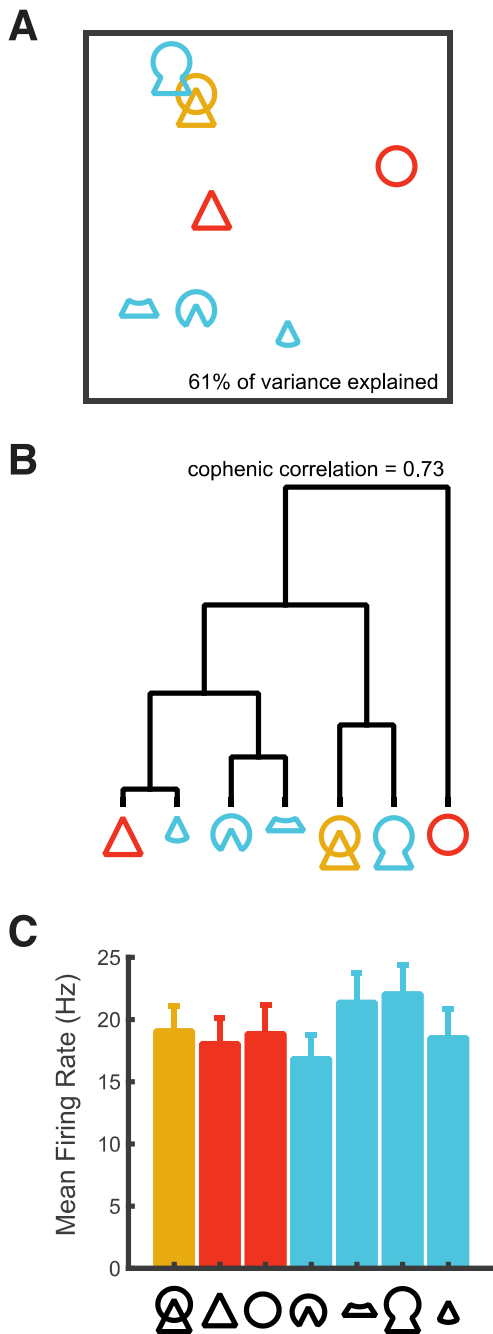 A
61% of variance explained
B
cophenic correlation = 0.73
C
Mean Firing Rate (Hz)
25
20
15
10
5
0